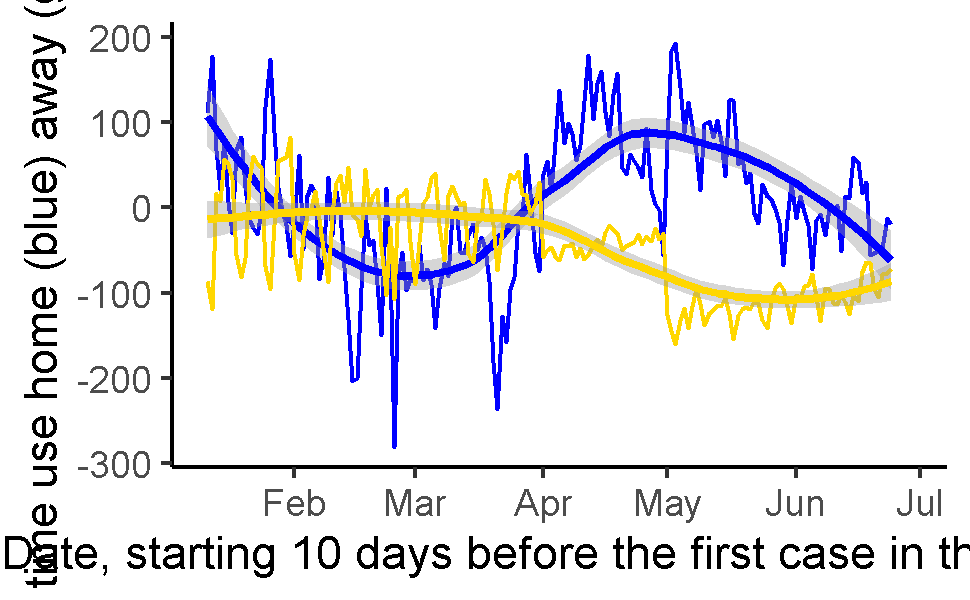 time use home (blue) away (
200
100
0
-100
-200
-300
Feb Mar Apr May Jun Jul
Date, starting 10 days before the first case in th